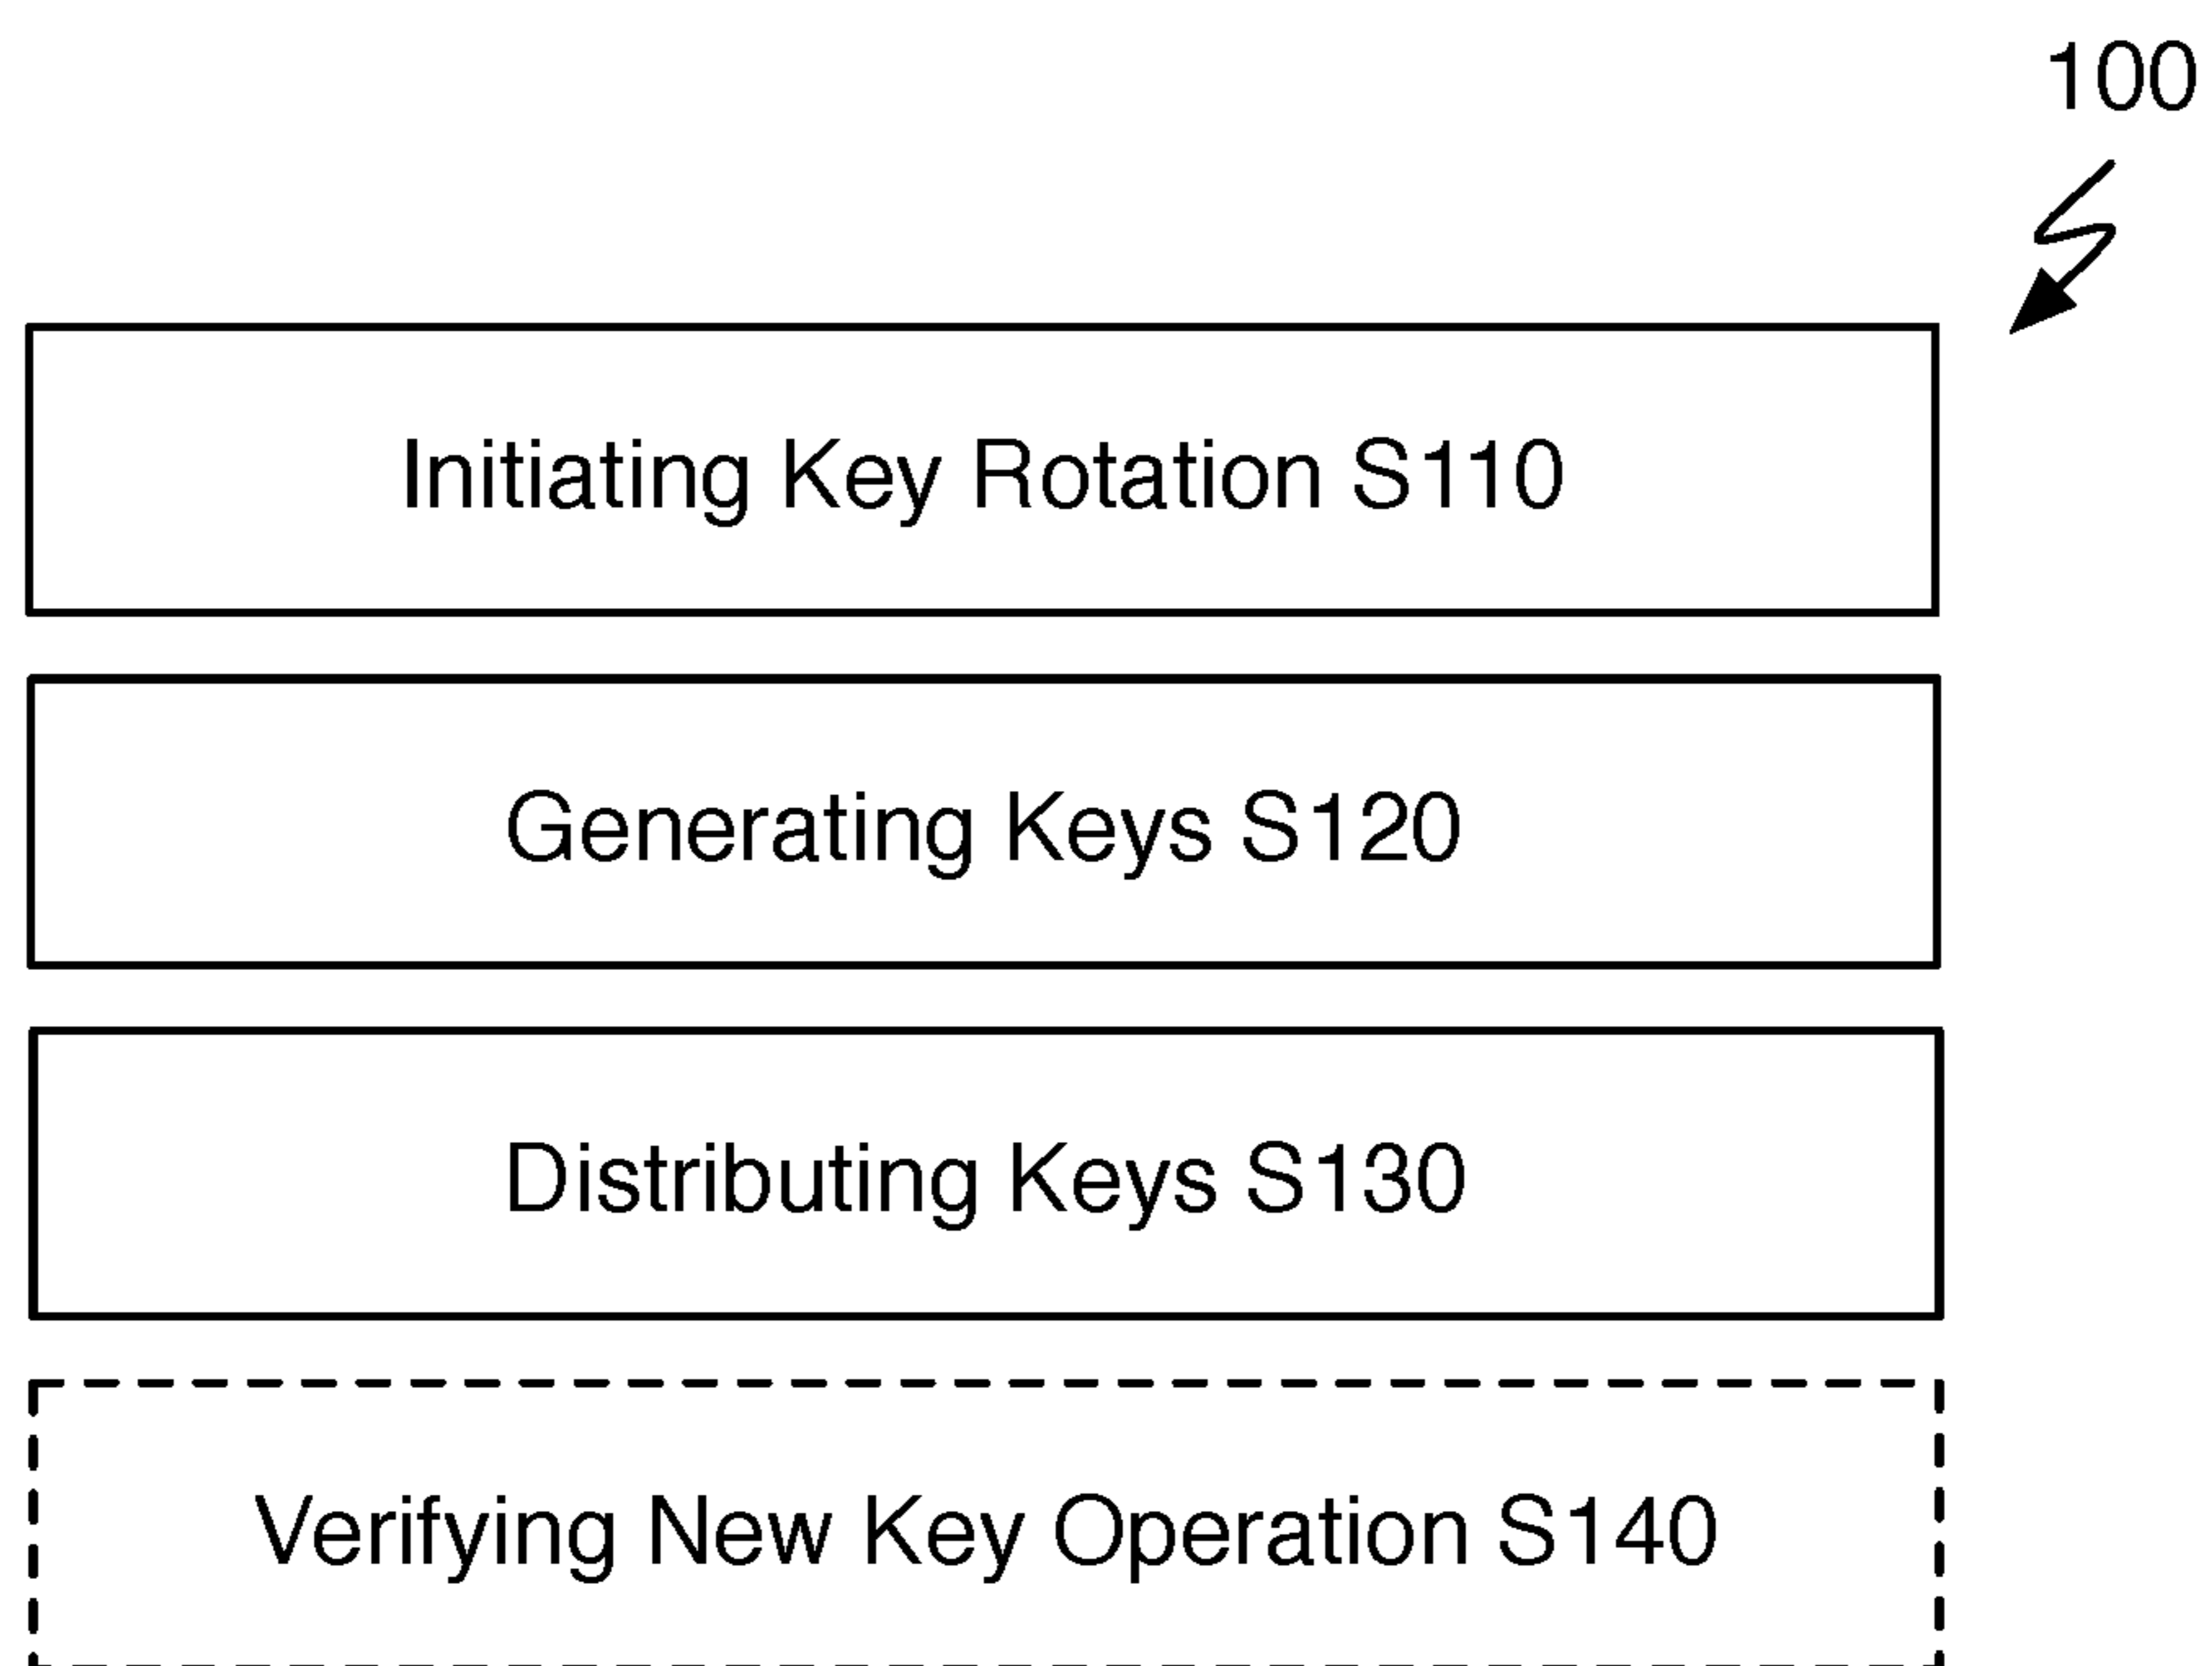 100
Initiating Key Rotation S110
Generating Keys S120
Distributing Keys S130
Verifying New Key Operation S140